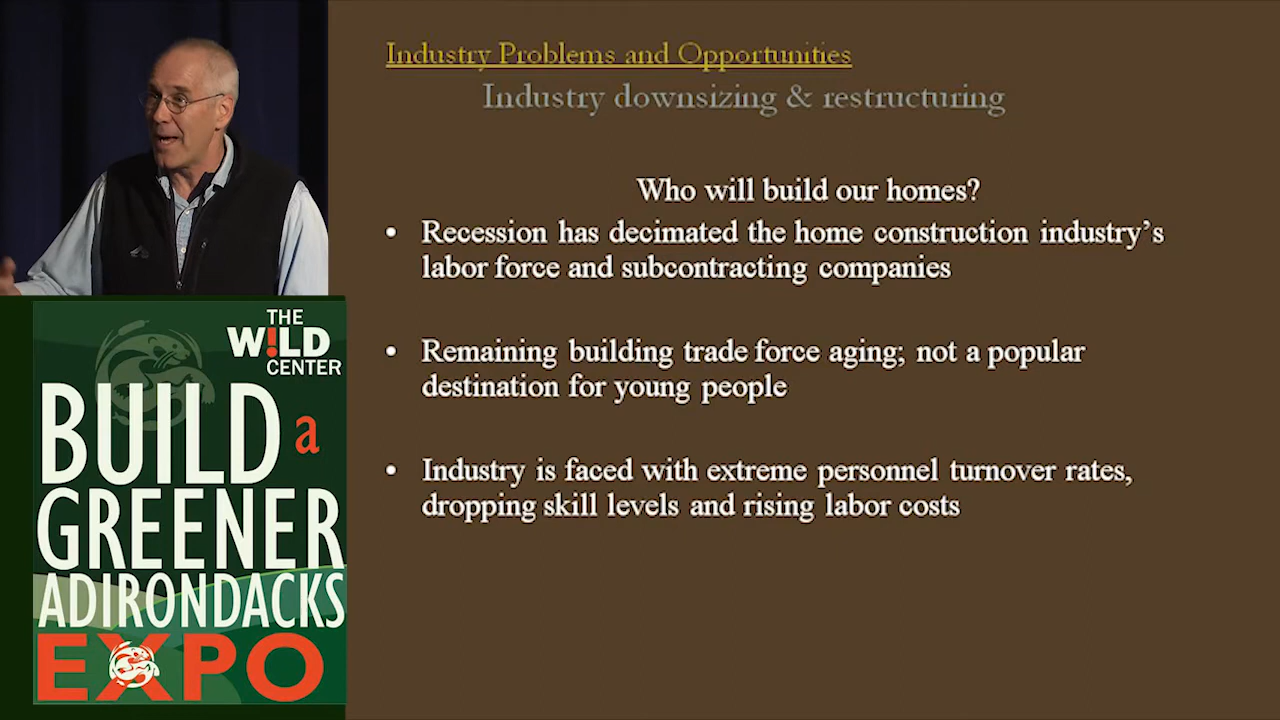 Industry Problems and Opportunities
Industry downsizing & restructuring
Who will build our homes?
• Recession has decimated the home construction industry's
labor force and subcontracting companies
• Remaining building trade force aging; not a popular
destination for young people
• Industry is faced with extreme personnel turnover rates,
dropping skill levels and rising labor costs
THE
W!LD
CENTER
BUILD a
GREENER
ADIRONDACKS
EXPO